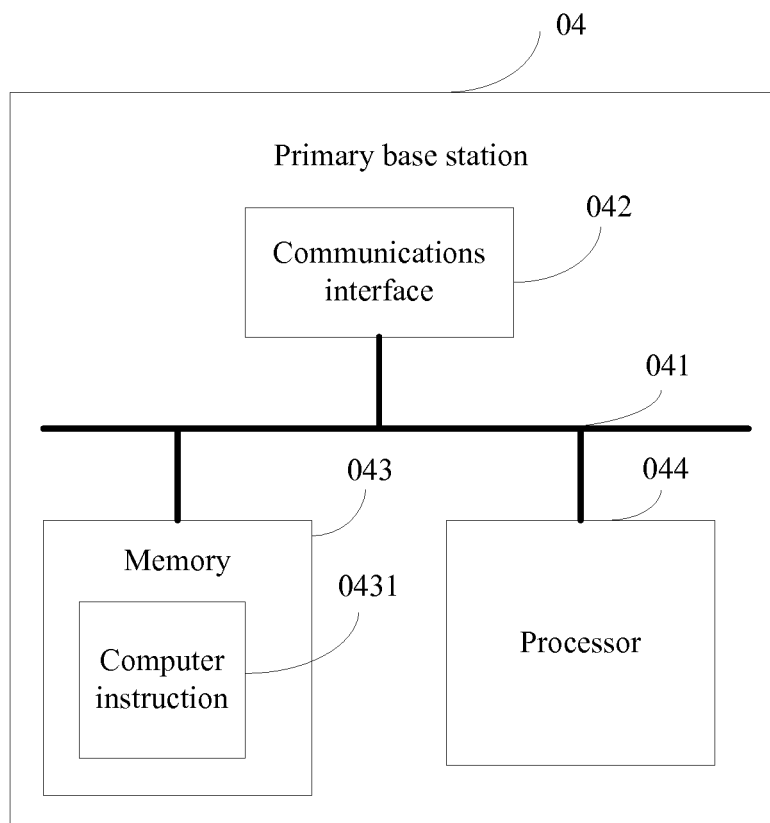 04
Primary base station
042
Communications
interface
041
043
044
Memory
0431
Computer
instruction
Processor